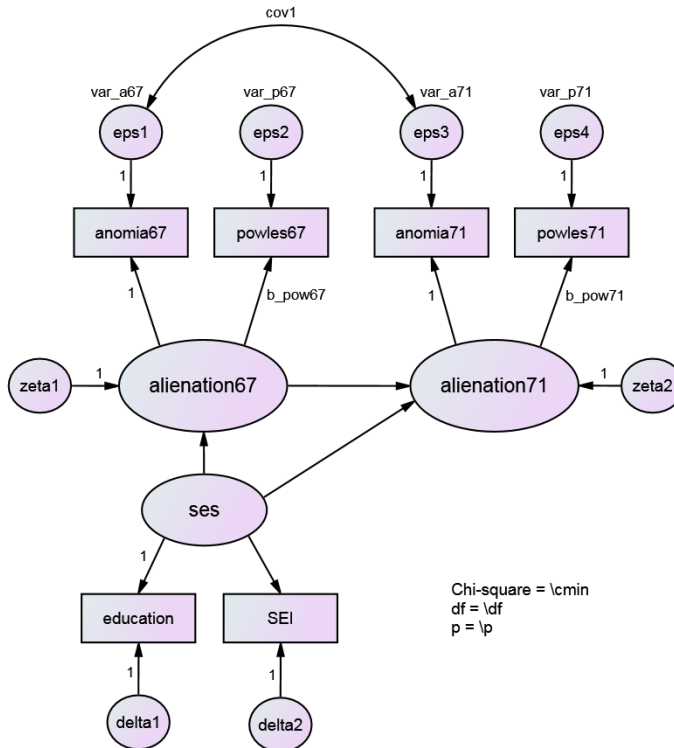 cov1
var_a67
var_p67
var_a71
var_p71
eps1
eps2
eps3
eps4
1
1
1
1
anomia67
powles67
anomia71
powles71
1
b_pow67
1
b_pow71
zeta1
1
alienation67
alienation71
1
zeta2
ses
1
education
SEI
Chi-square = \cmin
df = \df
p = \p
1
1
delta1
delta2